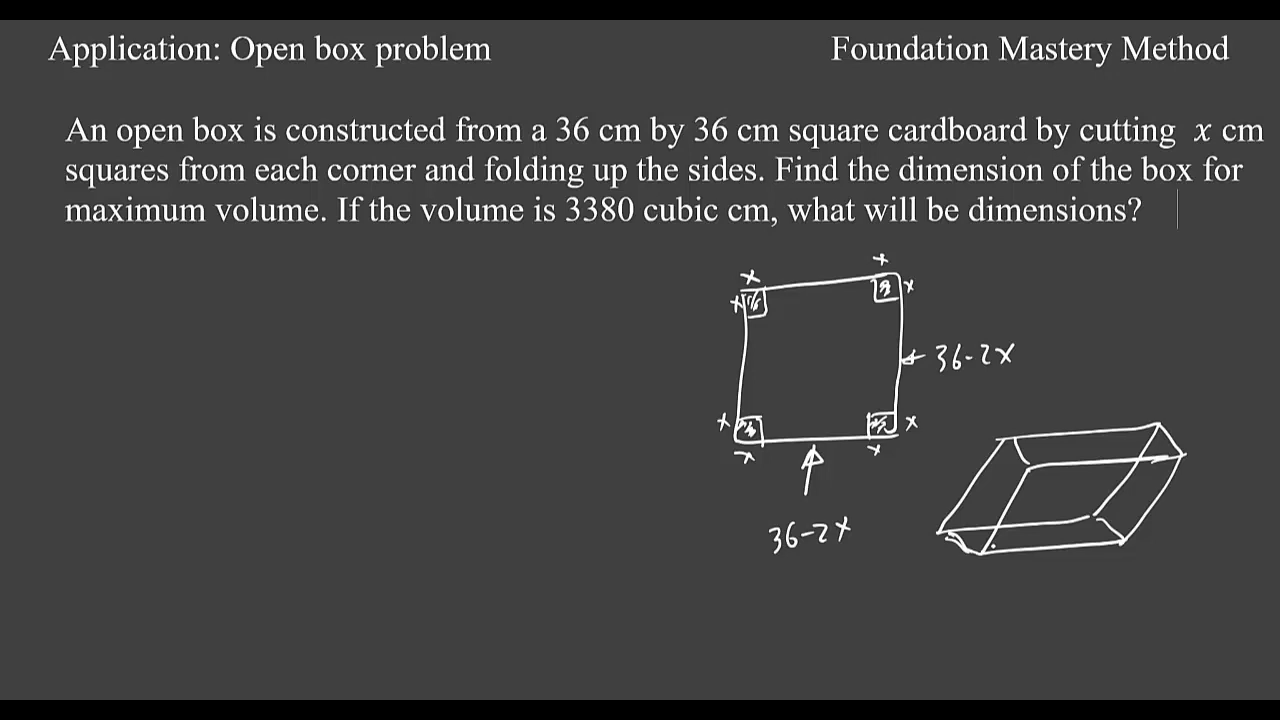 Application: Open box problem
Foundation Mastery Method
An open box is constructed from a 36 cm by 36 cm square cardboard by cutting x cm
squares from each corner and folding up the sides. Find the dimension of the box for
maximum volume. If the volume is 3380 cubic cm, what will be dimensions?
x
x
x
x
x
36-2x
x
x
x
x
36-2x